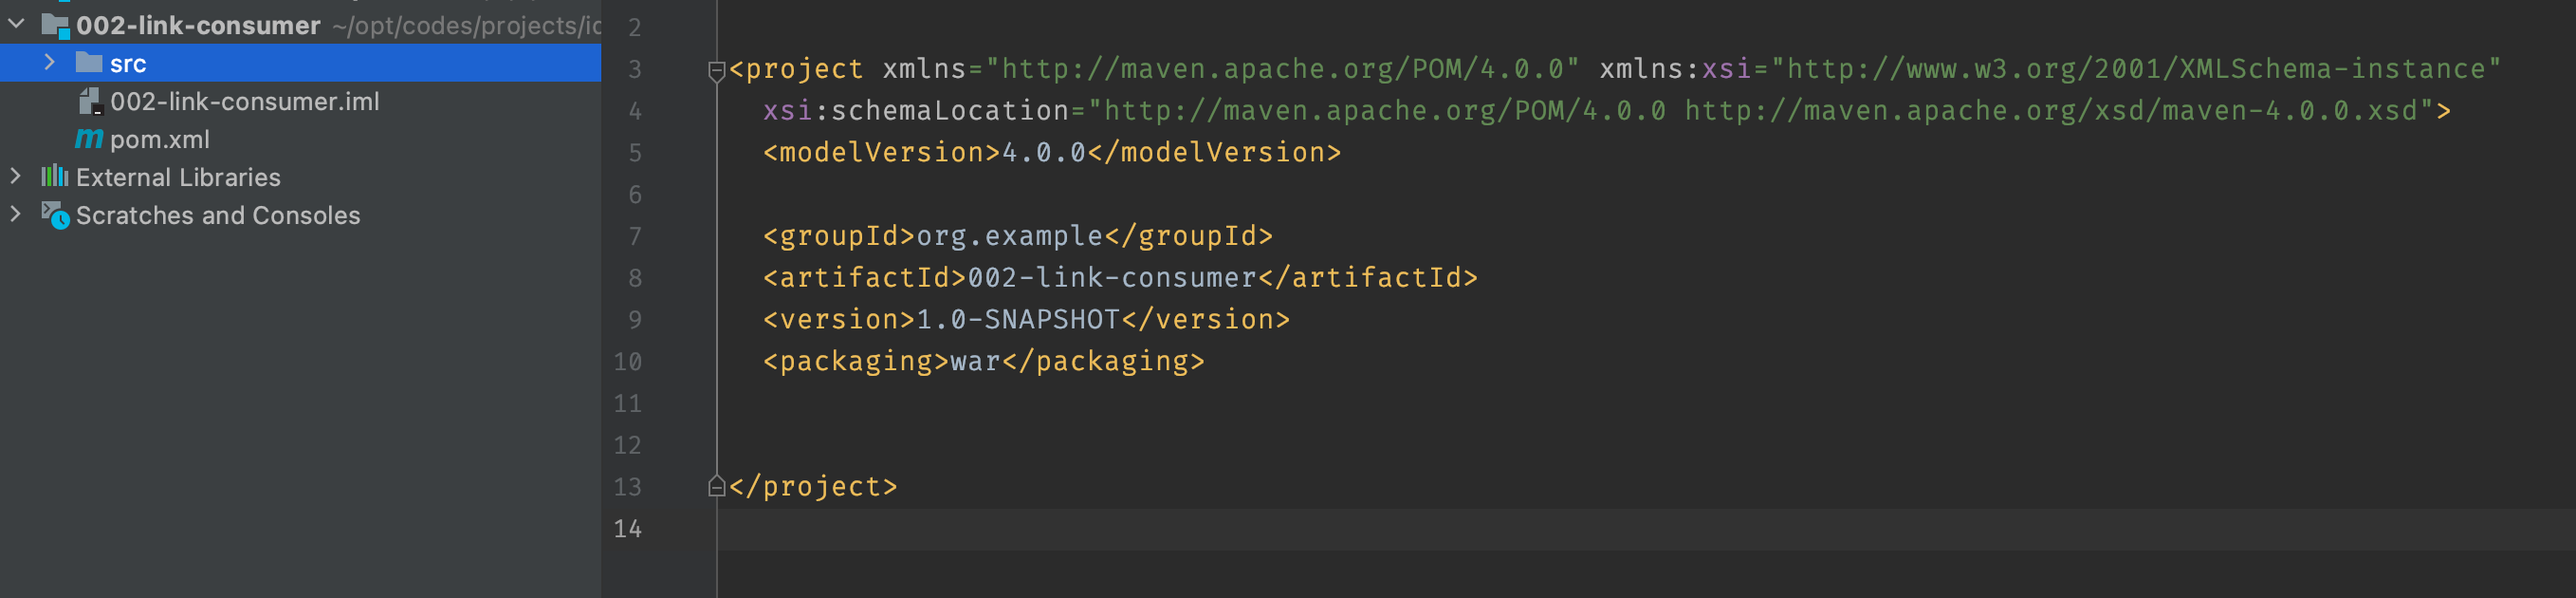 002-link-consumer ~/opt/codes/projects/ic
src
002-link-consumer.iml
pom.xml
External Libraries
Scratches and Consoles
2
3 <project xmlns="http://maven.apache.org/POM/4.0.0" xmlns:xsi="http://www.w3.org/2001/XMLSchema-instance"
4 xsi:schemaLocation="http://maven.apache.org/POM/4.0.0 http://maven.apache.org/xsd/maven-4.0.0.xsd">
5 <modelVersion>4.0.0</modelVersion>
6
7 <groupId>org.example</groupId>
8 <artifactId>002-link-consumer</artifactId>
9 <version>1.0-SNAPSHOT</version>
10 <packaging>war</packaging>
11
12
13 </project>
14